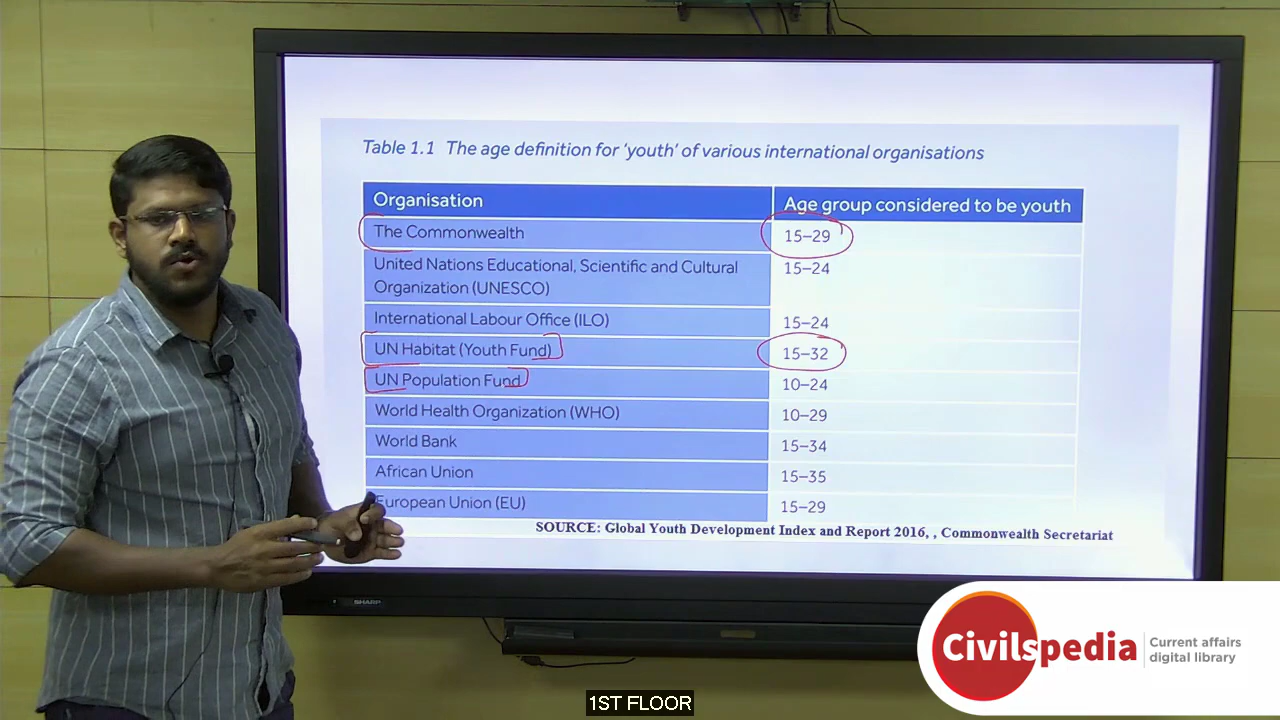 Table 1.1 The age definition for 'youth' of various international organisations
Organisation Age group considered to be youth
The Commonwealth 15–29
United Nations Educational, Scientific and Cultural 15–24
Organization (UNESCO)
International Labour Office (ILO) 15–24
UN Habitat (Youth Fund) 15–32
UN Population Fund 10–24
World Health Organization (WHO) 10–29
World Bank 15–34
African Union 15–35
European Union (EU) 15–29
SOURCE: Global Youth Development Index and Report 2016, , Commonwealth Secretariat
SHARP
Civilspedia
Current affairs
digital library
1ST FLOOR